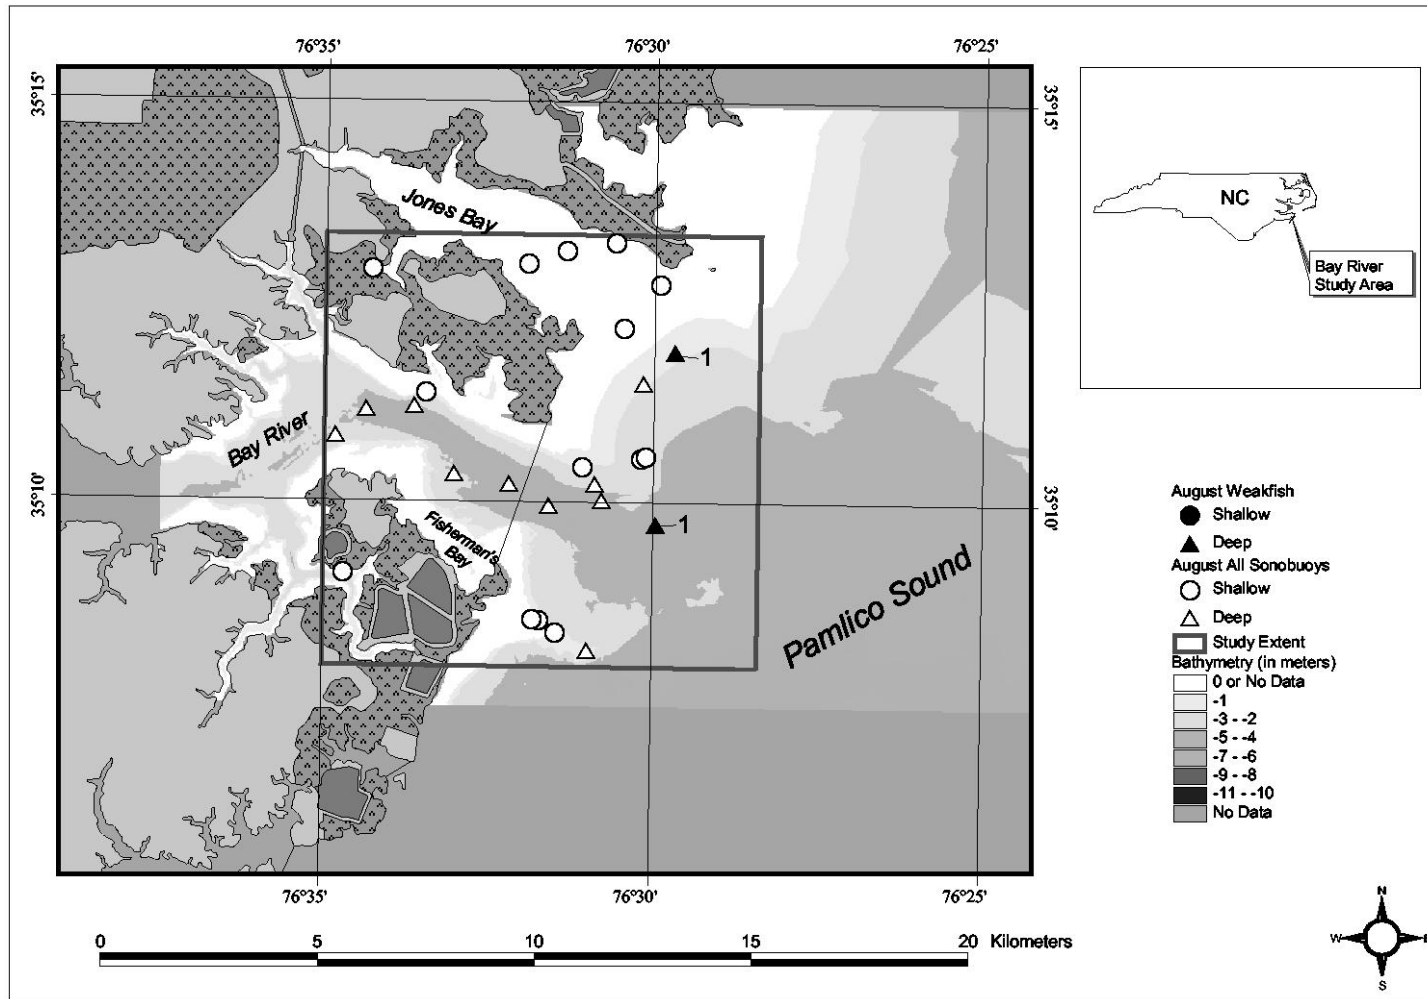 76°35'
76°30'
76°25'
35°15'
35°15'
Jones Bay
NC
Bay River
Study Area
1
Bay River
35°10'
35°10'
Fisherman's
Bay
1
Pamlico Sound
August Weakfish
Shallow
Deep
August All Sonobuoys
Shallow
Deep
Study Extent
Bathymetry (in meters)
0 or No Data
-1
-3 - -2
-5 - -4
-7 - -6
-9 - -8
-11 - -10
No Data
76°35'
76°30'
76°25'
0
5
10
15
20 Kilometers
N
W
E
S